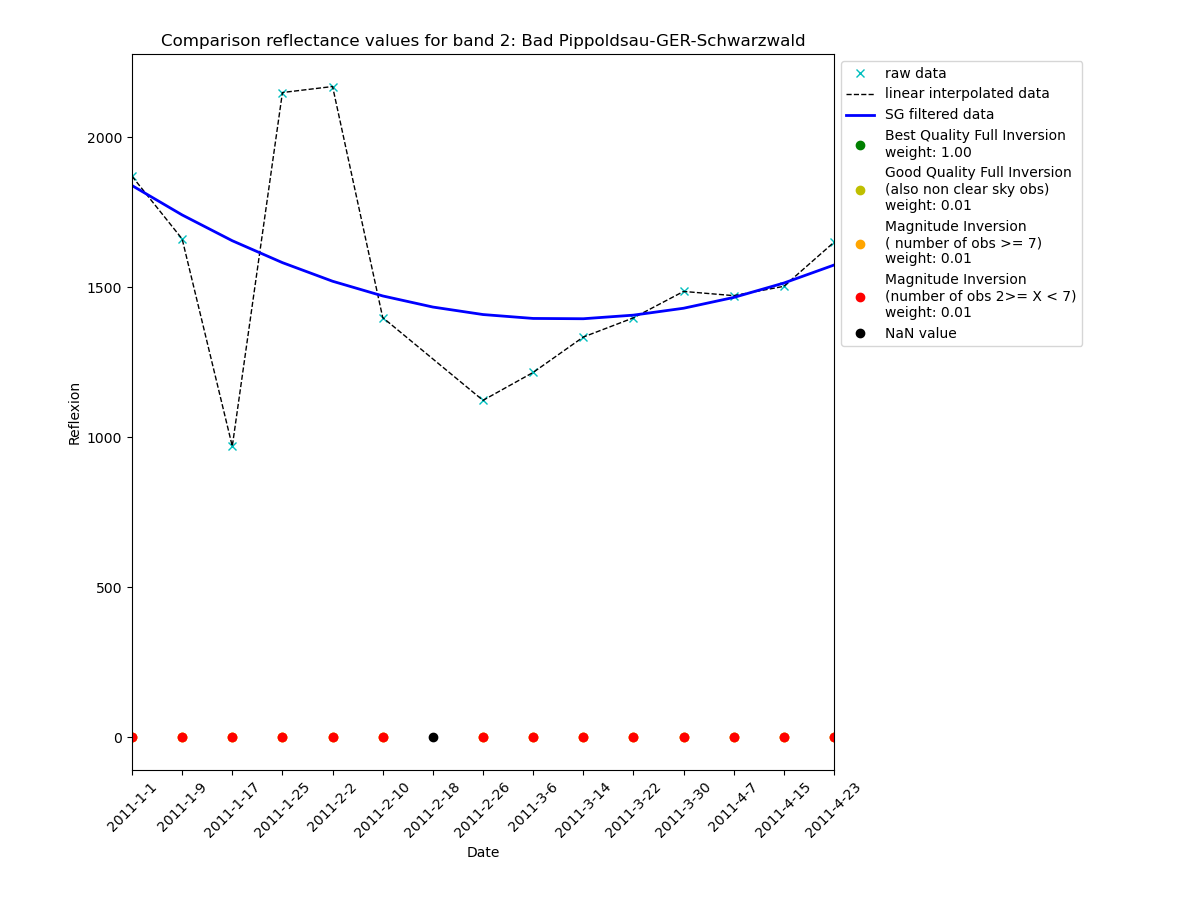 Comparison reflectance values for band 2: Bad Pippoldsau-GER-Schwarzwald
raw data
linear interpolated data
SG filtered data
Best Quality Full Inversion
weight: 1.00
Good Quality Full Inversion
(also non clear sky obs)
weight: 0.01
Magnitude Inversion
( number of obs >= 7)
weight: 0.01
Magnitude Inversion
(number of obs 2>= X < 7)
weight: 0.01
NaN value
Reflexion
2000
1500
1000
500
0
2011-1-1
2011-1-9
2011-1-17
2011-1-25
2011-2-2
2011-2-10
2011-2-18
2011-2-26
2011-3-6
2011-3-14
2011-3-22
2011-3-30
2011-4-7
2011-4-15
2011-4-23
Date